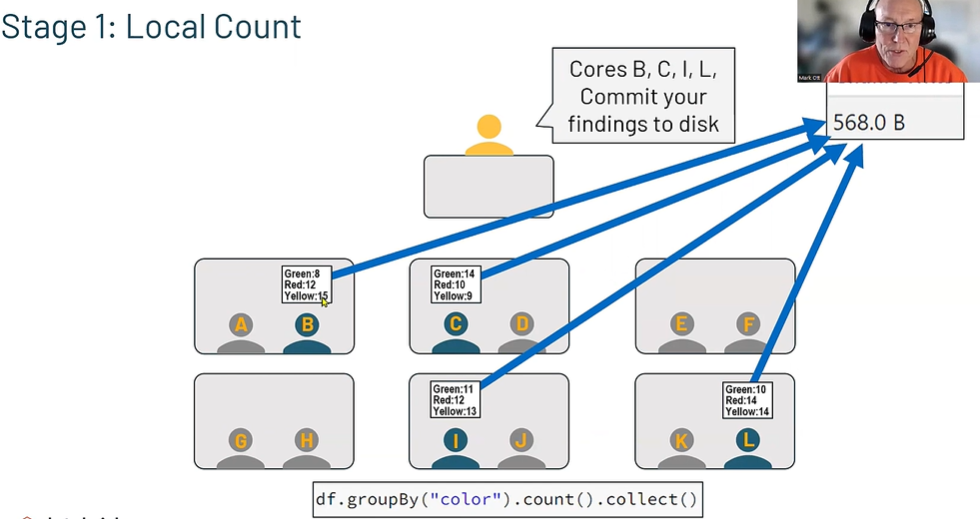 Stage 1: Local Count
Cores B, C, I, L,
Commit your
findings to disk
568.0 B
Green:8
Red:12
Yellow:15
Green:14
Red:10
Yellow:9
A
B
C
D
E
F
Green:11
Red:12
Yellow:13
Green:10
Red:14
Yellow:14
G
H
I
J
K
L
df.groupBy("color").count().collect()